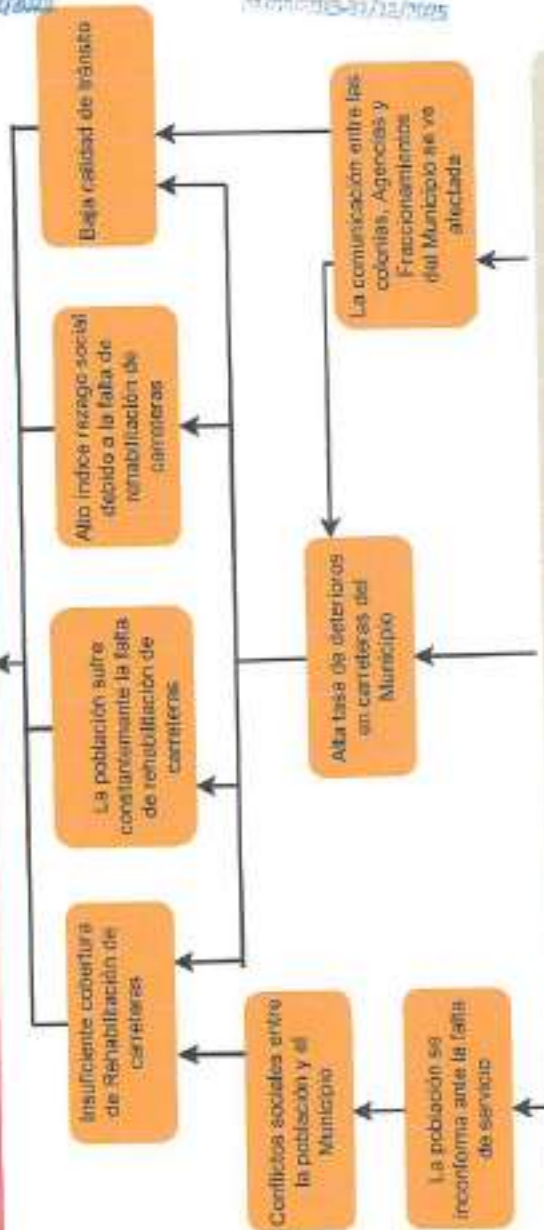 Insuficiente cobertura
de Rehabilitación de
carreteras
La población sufre
constantemente la falta
de rehabilitación de
carreteras
Alto índice rezago social
debido a la falta de
rehabilitación de
carreteras
Baja calidad de tránsito
Conflictos sociales entre
la población y el
Municipio
Alta tasa de deterioros
en carreteras del
Municipio
La comunicación entre las
colonias, Agencias y
Fraccionamientos
del Municipio se ve
afectada
La población se
inconforma ante la falta
de servicio